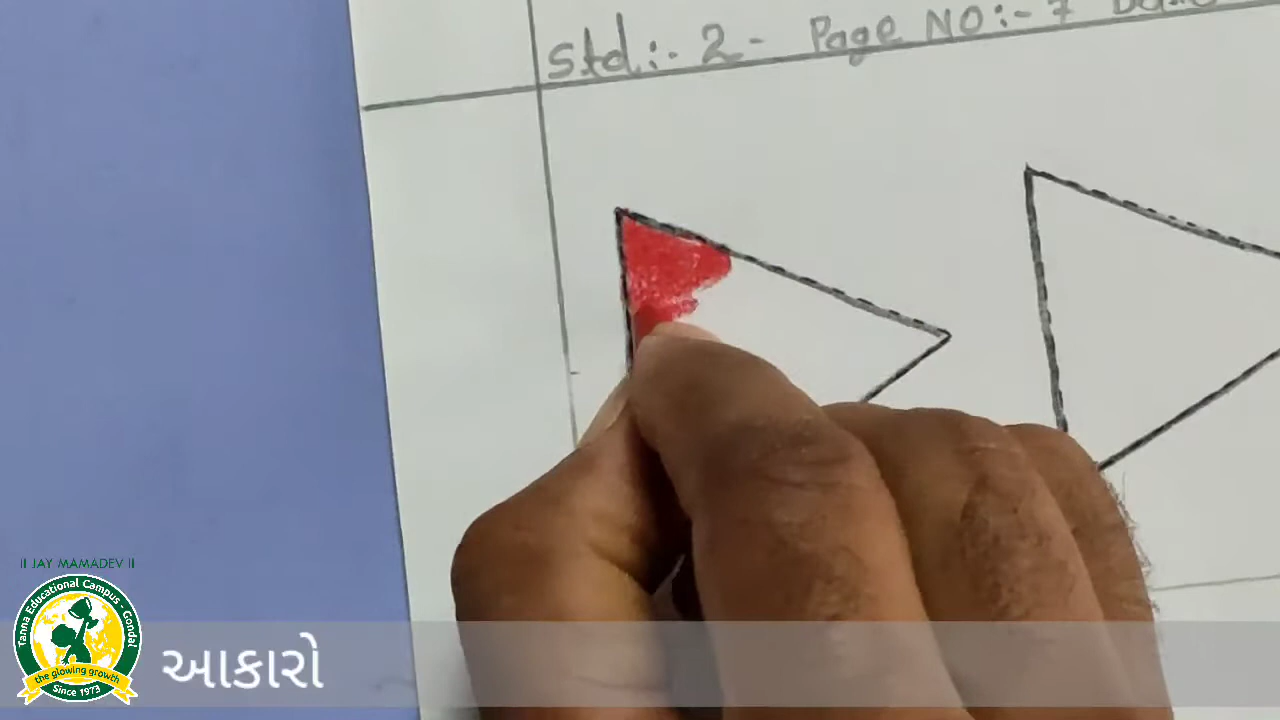 Std:- 2 - Page No:- 7
II JAY MAMADEV II
Tanna Educational Campus - Gondal
the glowing growth
Since 1973
આકારો